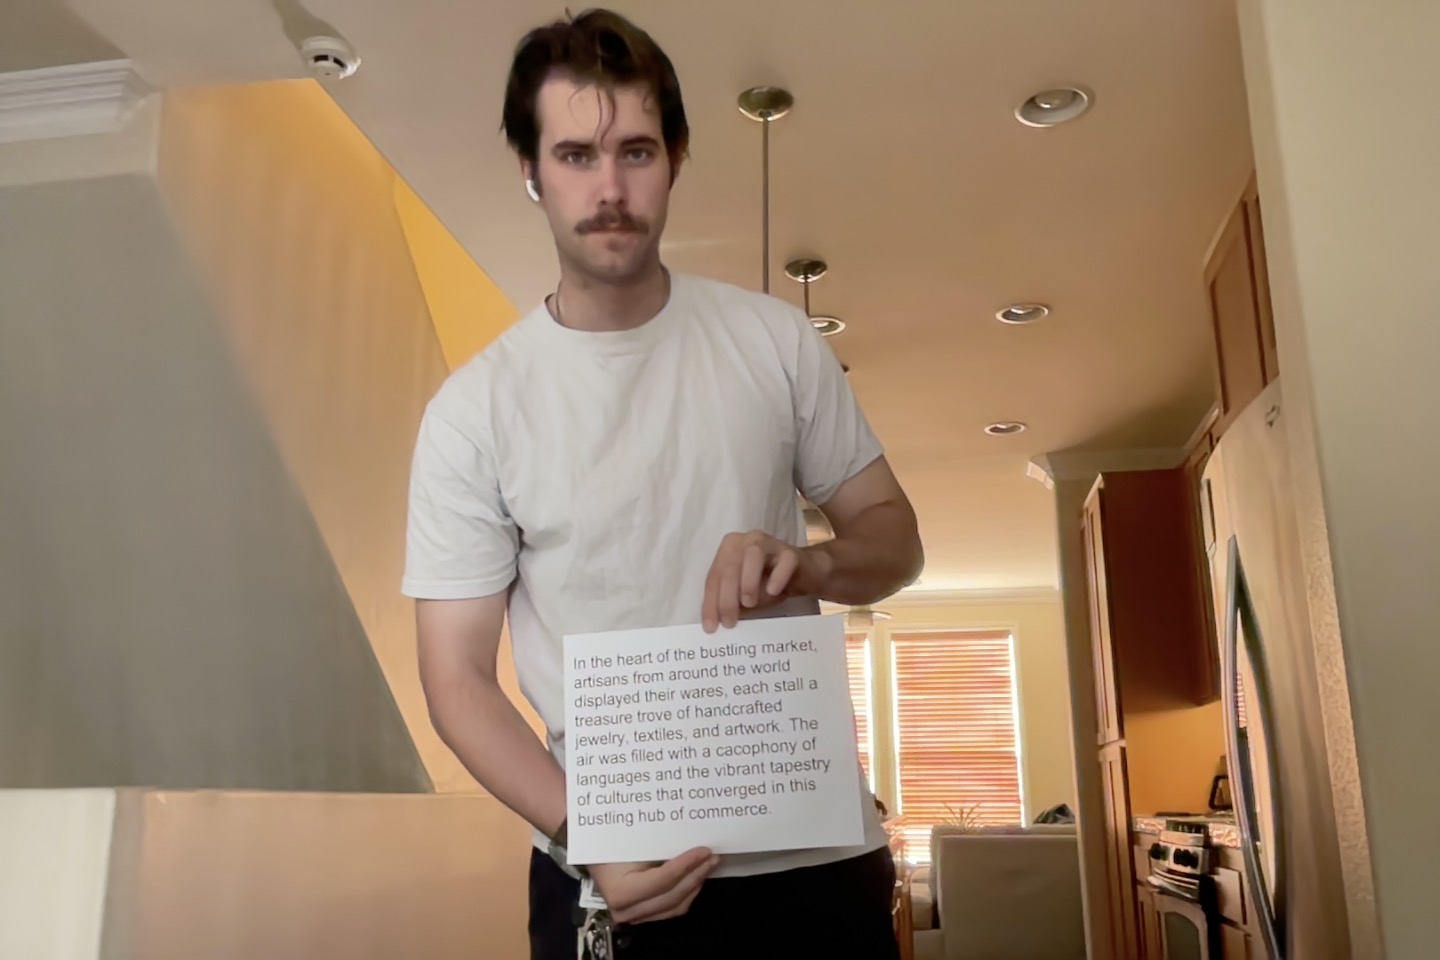 In the heart of the bustling market,
artisans from around the world
displayed their wares, each stall a
treasure trove of handcrafted
jewelry, textiles, and artwork. The
air was filled with a cacophony of
languages and the vibrant tapestry
of cultures that converged in this
bustling hub of commerce.